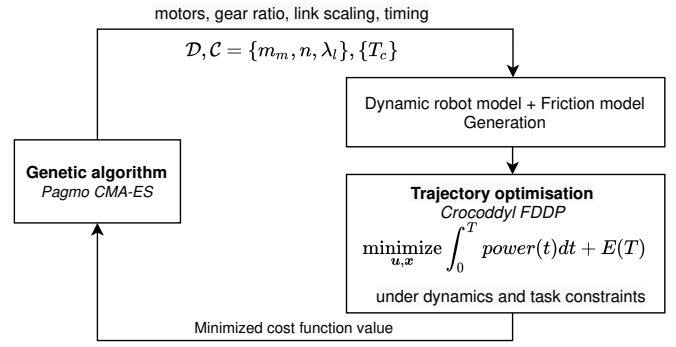 motors, gear ratio, link scaling, timing
𝒟, 𝒞 = {m_m, n, λ_l}, {T_c}
Dynamic robot model + Friction model
Generation
Genetic algorithm
Pagmo CMA-ES
Trajectory optimisation
Crocoddyl FDDP
minimize_{u,x} ∫_0^T power(t)dt + E(T)
under dynamics and task constraints
Minimized cost function value